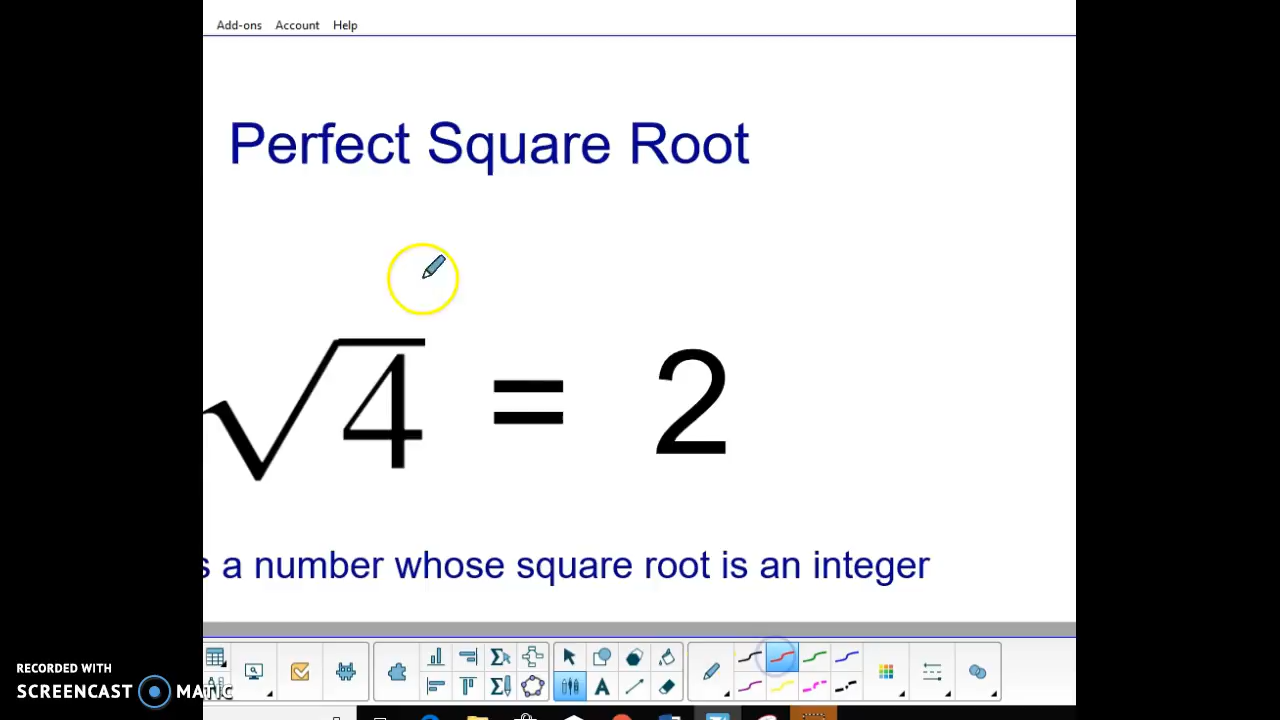 Add-ons Account Help
Perfect Square Root
√4 = 2
s a number whose square root is an integer
A
RECORDED WITH
SCREENCAST MATIC